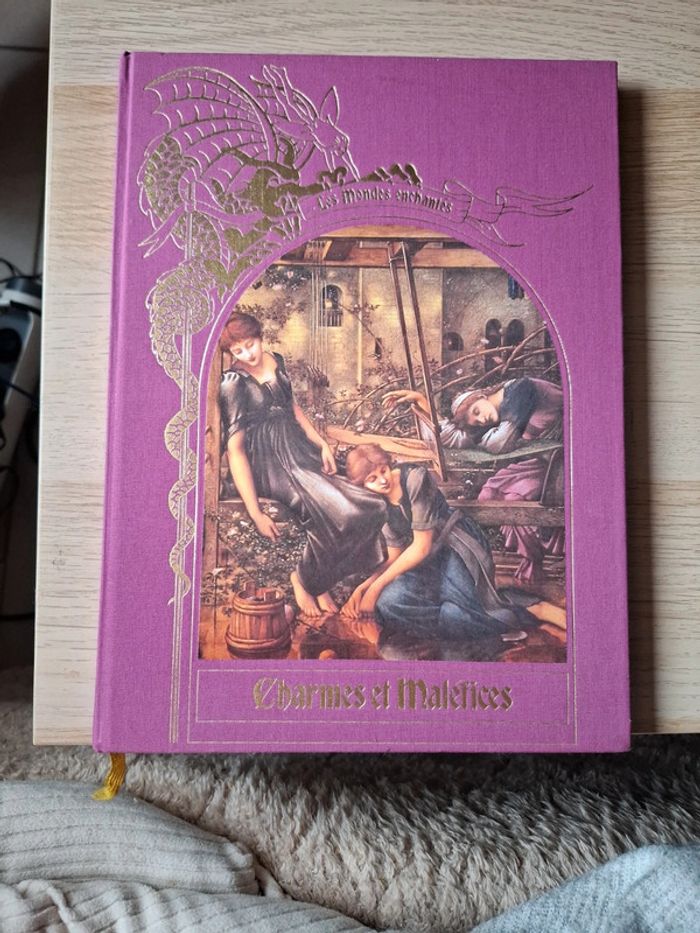 Les Mondes enchantés
Charmes et Maléfices